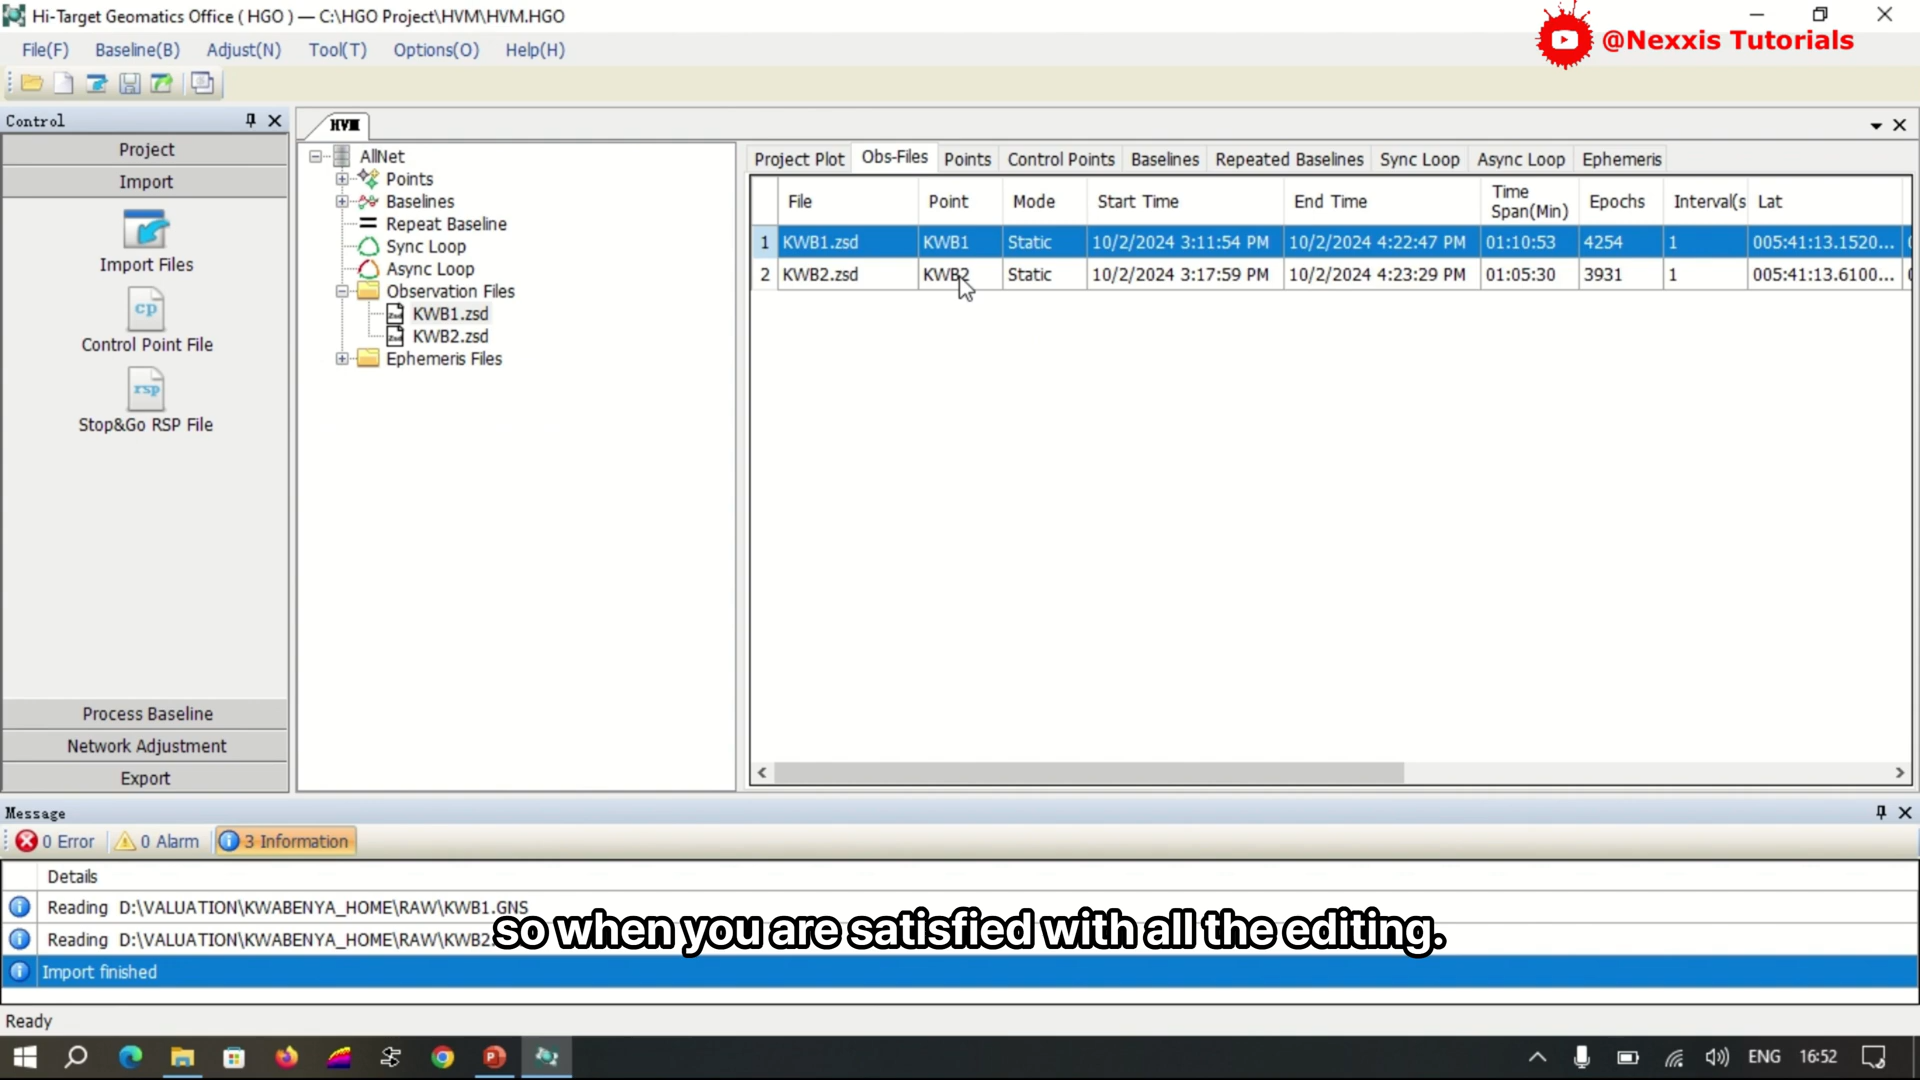 Hi-Target Geomatics Office ( HGO ) — C:\HGO Project\HVM\HVM.HGO
@Nexxis Tutorials
File(F) Baseline(B) Adjust(N) Tool(T) Options(O) Help(H)
Control
HVM
Project
Import
Import Files
cp
Control Point File
rsp
Stop&Go RSP File
Process Baseline
Network Adjustment
Export
AllNet
Points
Baselines
Repeat Baseline
Sync Loop
Async Loop
Observation Files
KWB1.zsd
KWB2.zsd
Ephemeris Files
Project Plot Obs-Files Points Control Points Baselines Repeated Baselines Sync Loop Async Loop Ephemeris
File Point Mode Start Time End Time Time Span(Min) Epochs Interval(s Lat
1 KWB1.zsd KWB1 Static 10/2/2024 3:11:54 PM 10/2/2024 4:22:47 PM 01:10:53 4254 1 005:41:13.1520...
2 KWB2.zsd KWB2 Static 10/2/2024 3:17:59 PM 10/2/2024 4:23:29 PM 01:05:30 3931 1 005:41:13.6100...
Message
0 Error 0 Alarm 3 Information
Details
Reading D:\VALUATION\KWABENYA_HOME\RAW\KWB1.GNS
Reading D:\VALUATION\KWABENYA_HOME\RAW\KWB2
so when you are satisfied with all the editing.
Import finished
Ready
ENG 16:52